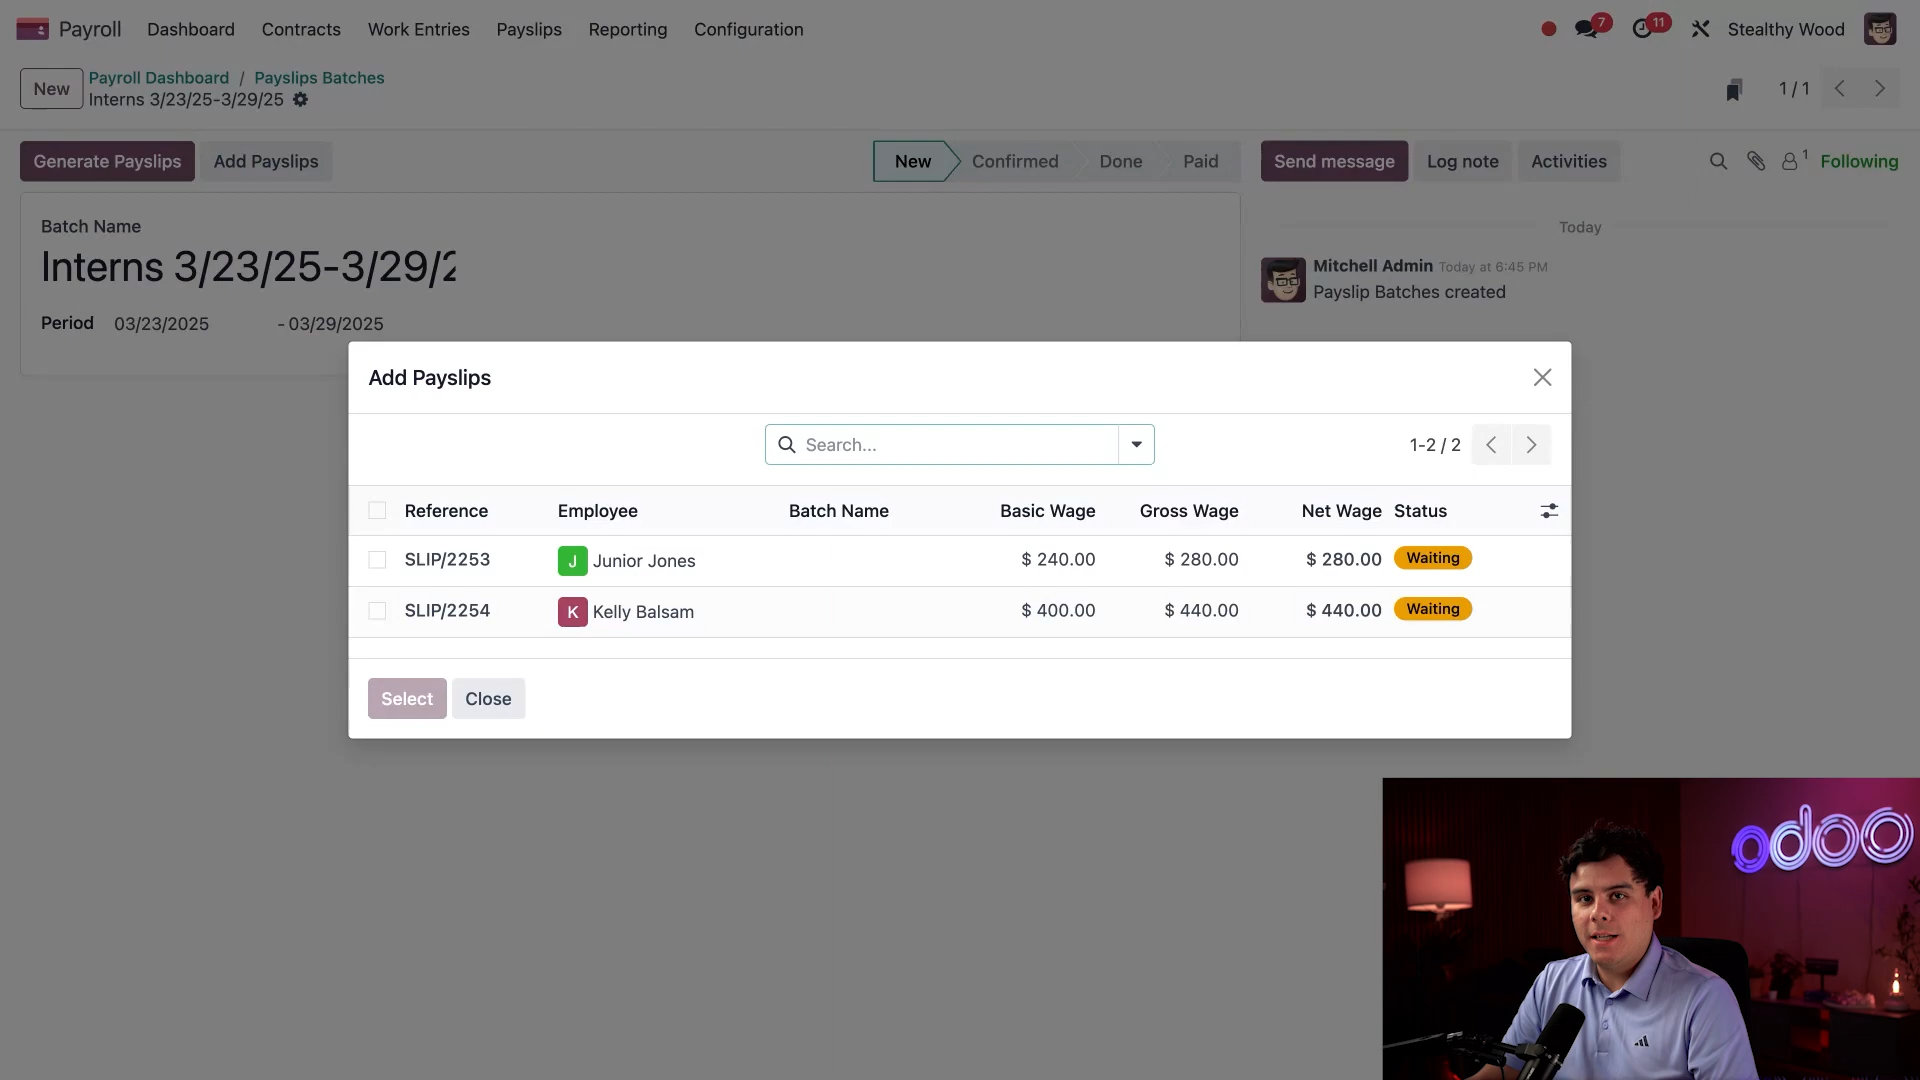 Payroll Dashboard Contracts Work Entries Payslips Reporting Configuration 7 11 Stealthy Wood
New Payroll Dashboard / Payslips Batches
Interns 3/23/25-3/29/25 1 / 1
Generate Payslips Add Payslips New Confirmed Done Paid Send message Log note Activities 1 Following
Batch Name Today
Interns 3/23/25-3/29/2
Mitchell Admin Today at 6:45 PM
Payslip Batches created
Period 03/23/2025 - 03/29/2025
Add Payslips
Search... 1-2 / 2
Reference Employee Batch Name Basic Wage Gross Wage Net Wage Status
SLIP/2253 J Junior Jones $ 240.00 $ 280.00 $ 280.00 Waiting
SLIP/2254 K Kelly Balsam $ 400.00 $ 440.00 $ 440.00 Waiting
Select Close
odoo